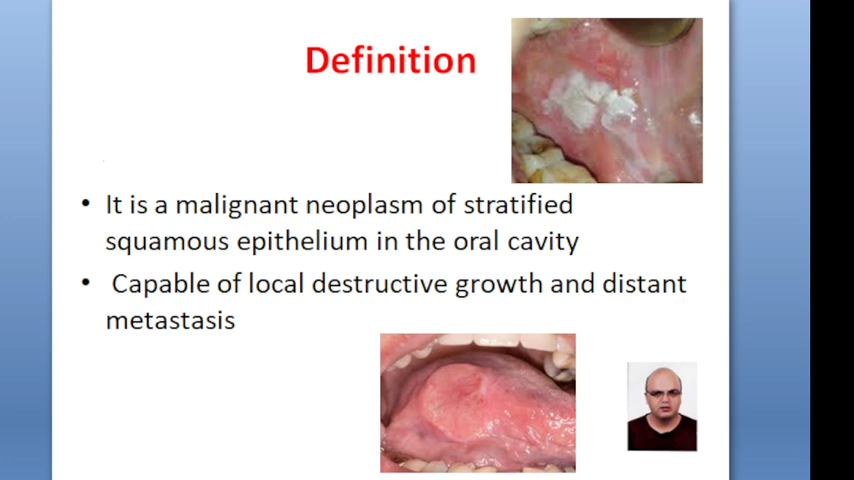 Definition
• It is a malignant neoplasm of stratified
squamous epithelium in the oral cavity
• Capable of local destructive growth and distant
metastasis